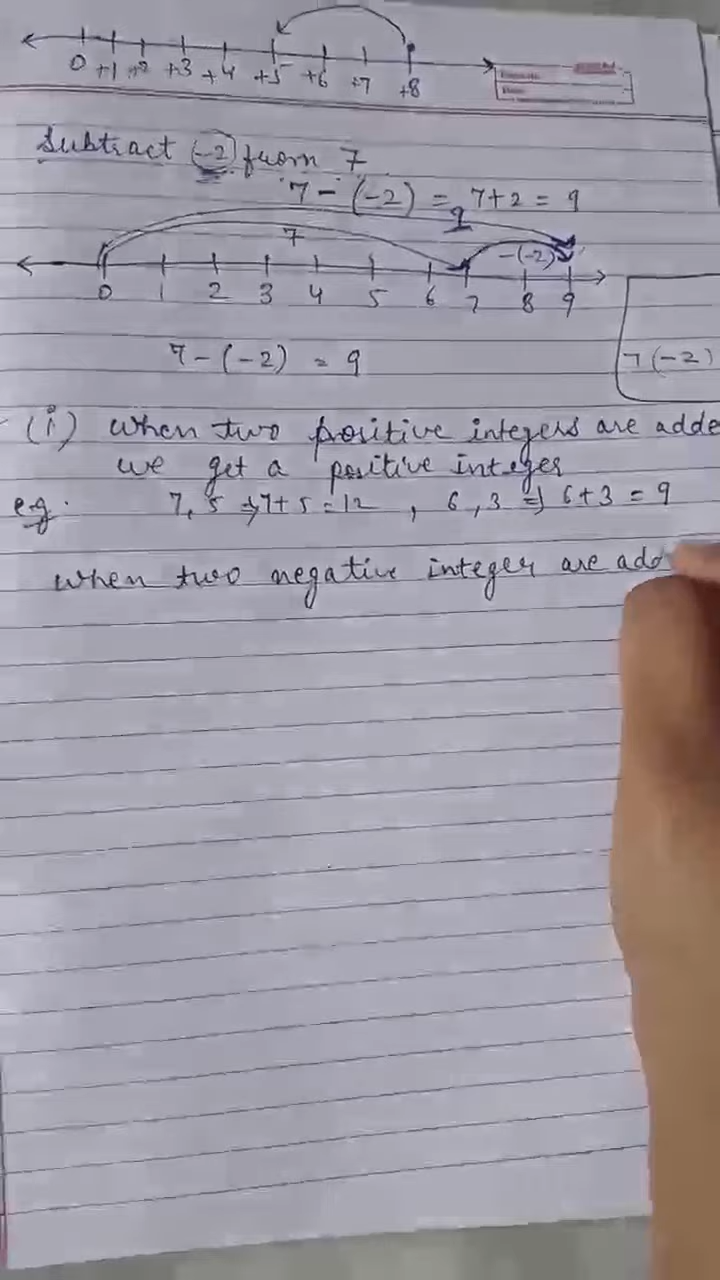 0 +1 +2 +3 +4 +5 +6 +7 +8
Subtract (-2) from 7
7 - (-2) = 7+2 = 9
9
7
-(-2)
0 1 2 3 4 5 6 7 8 9
7-(-2) = 9
7(-2)
(i) when two positive integers are adde
we get a positive integer
e.g. 7, 5 ⇒ 7+5 = 12 , 6, 3 ⇒ 6+3 = 9
when two negative integer are add